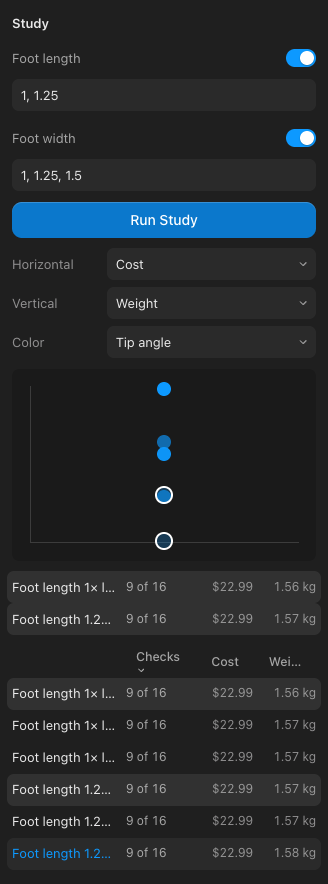 Study
Foot length
1, 1.25
Foot width
1, 1.25, 1.5
Run Study
Horizontal Cost
Vertical Weight
Color Tip angle
Foot length 1× l... 9 of 16 $22.99 1.56 kg
Foot length 1.2... 9 of 16 $22.99 1.57 kg
Checks Cost Wei...
Foot length 1× l... 9 of 16 $22.99 1.56 kg
Foot length 1× l... 9 of 16 $22.99 1.57 kg
Foot length 1× l... 9 of 16 $22.99 1.57 kg
Foot length 1.2... 9 of 16 $22.99 1.57 kg
Foot length 1.2... 9 of 16 $22.99 1.57 kg
Foot length 1.2... 9 of 16 $22.99 1.58 kg